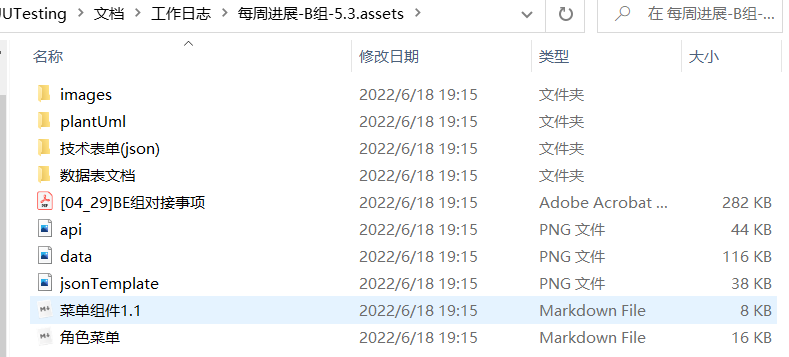 UTesting > 文档 > 工作日志 > 每周进展-B组-5.3.assets > 在 每周进展-B组-...
名称 修改日期 类型 大小
images 2022/6/18 19:15 文件夹
plantUml 2022/6/18 19:15 文件夹
技术表单(json) 2022/6/18 19:15 文件夹
数据表文档 2022/6/18 19:15 文件夹
[04_29]BE组对接事项 2022/6/18 19:15 Adobe Acrobat ... 282 KB
api 2022/6/18 19:15 PNG 文件 44 KB
data 2022/6/18 19:15 PNG 文件 116 KB
jsonTemplate 2022/6/18 19:15 PNG 文件 38 KB
菜单组件1.1 2022/6/18 19:15 Markdown File 8 KB
角色菜单 2022/6/18 19:15 Markdown File 16 KB